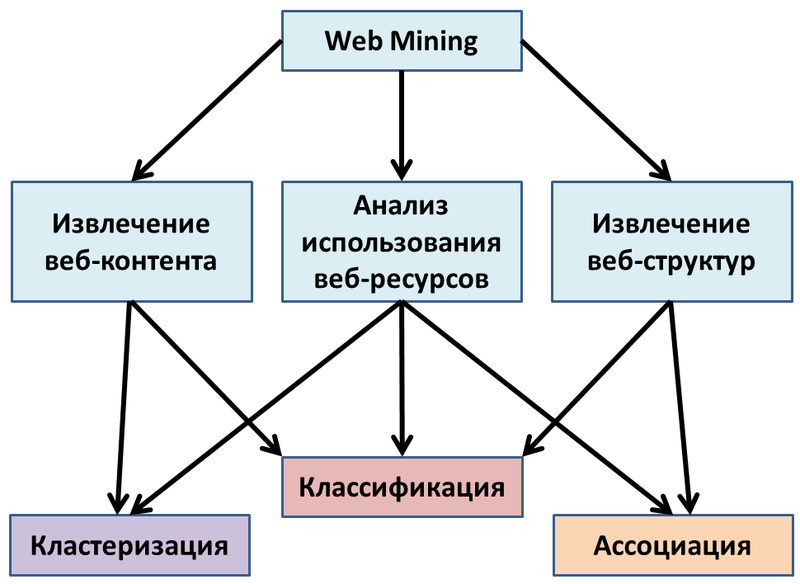 Web Mining
Извлечение
веб-контента
Анализ
использования
веб-ресурсов
Извлечение
веб-структур
Классификация
Кластеризация
Ассоциация